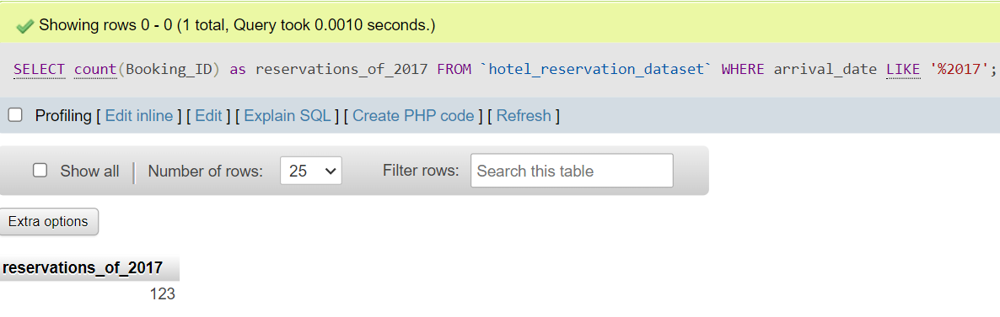 Showing rows 0 - 0 (1 total, Query took 0.0010 seconds.)
SELECT count(Booking_ID) as reservations_of_2017 FROM `hotel_reservation_dataset` WHERE arrival_date LIKE '%2017';
Profiling [ Edit inline ] [ Edit ] [ Explain SQL ] [ Create PHP code ] [ Refresh ]
Show all | Number of rows: 25 Filter rows: Search this table
Extra options
reservations_of_2017
123